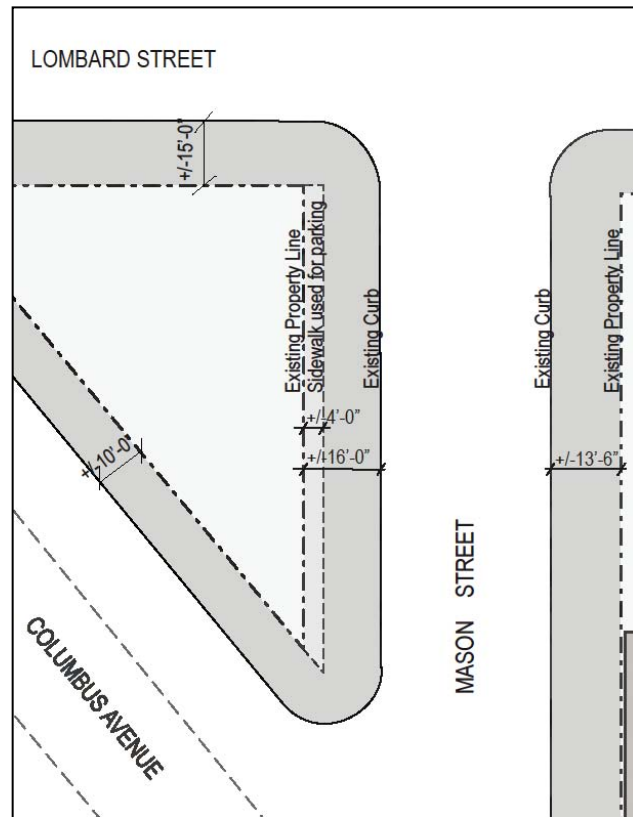 LOMBARD STREET
+/-15'-0"
Existing Property Line
Sidewalk used for parking
Existing Curb
Existing Curb
Existing Property Line
+/-4'-0"
+/-16'-0"
+/-13'-6"
+/-10'-0"
MASON STREET
COLUMBUS AVENUE